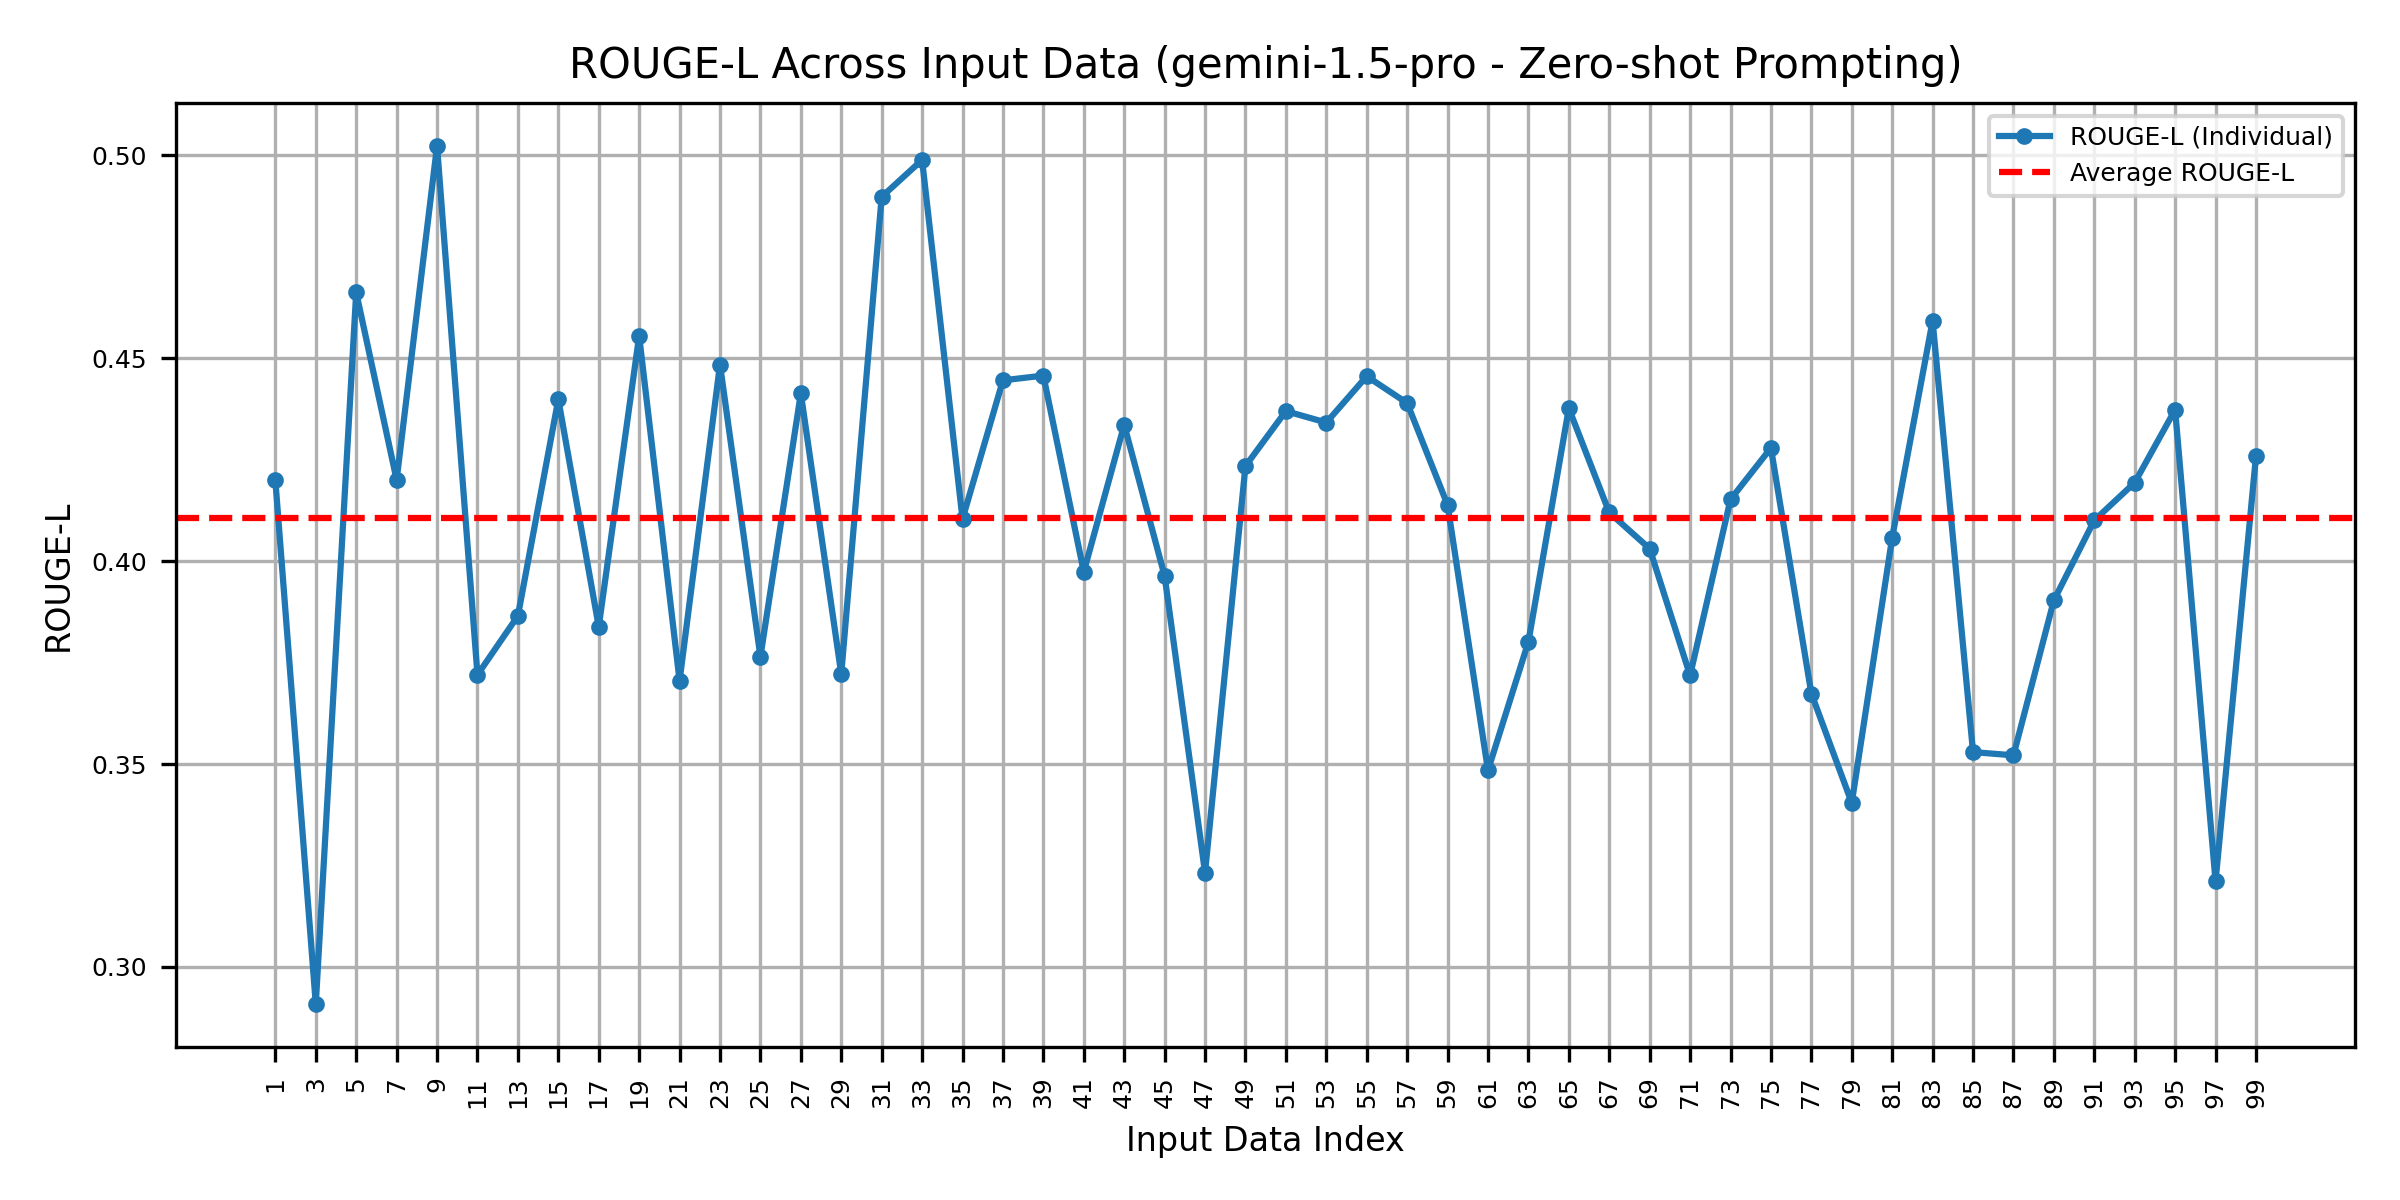 ROUGE-L Across Input Data (gemini-1.5-pro - Zero-shot Prompting)
ROUGE-L (Individual)
Average ROUGE-L
ROUGE-L
0.50
0.45
0.40
0.35
0.30
1 3 5 7 9 11 13 15 17 19 21 23 25 27 29 31 33 35 37 39 41 43 45 47 49 51 53 55 57 59 61 63 65 67 69 71 73 75 77 79 81 83 85 87 89 91 93 95 97 99
Input Data Index